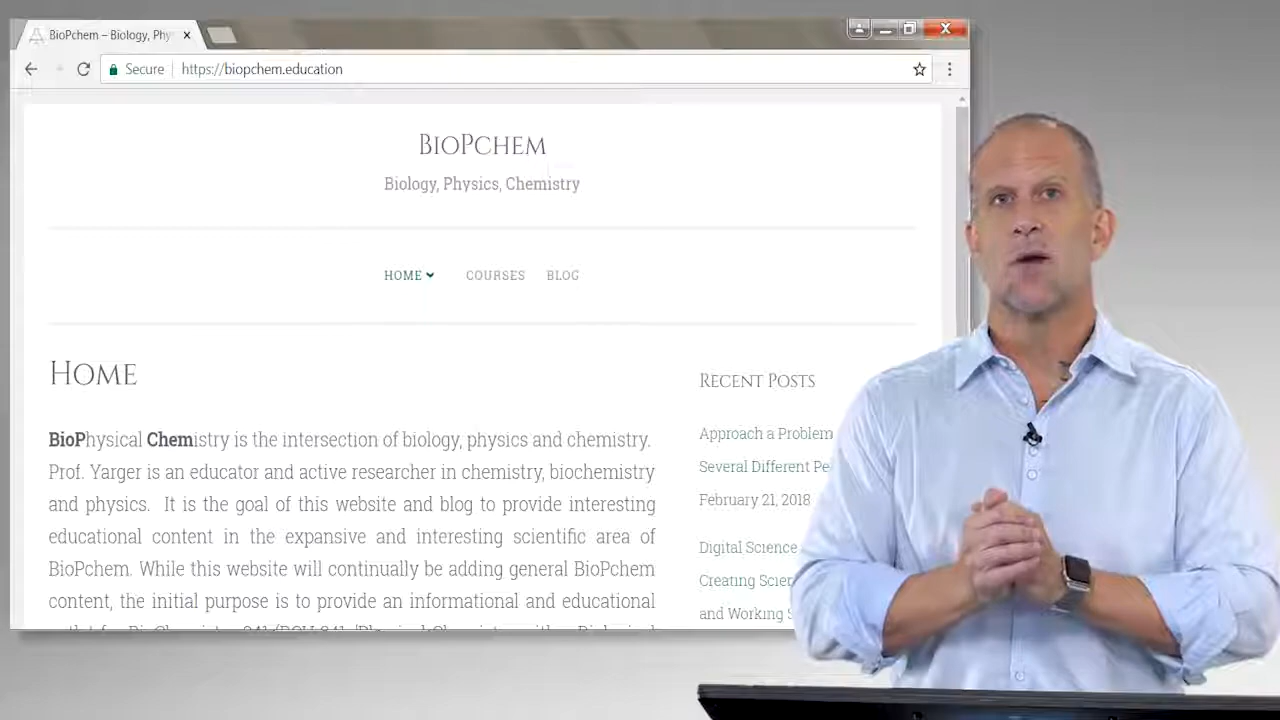 BioPchem – Biology, Phy
Secure
https://biopchem.education
BioPchem
Biology, Physics, Chemistry
HOME
COURSES
BLOG
Home
BioPhysical Chemistry is the intersection of biology, physics and chemistry.
Prof. Yarger is an educator and active researcher in chemistry, biochemistry
and physics. It is the goal of this website and blog to provide interesting
educational content in the expansive and interesting scientific area of
BioPchem. While this website will continually be adding general BioPchem
content, the initial purpose is to provide an informational and educational
Recent Posts
Approach a Problem
Several Different
February 21, 2018
Digital Science
Creating
and Working